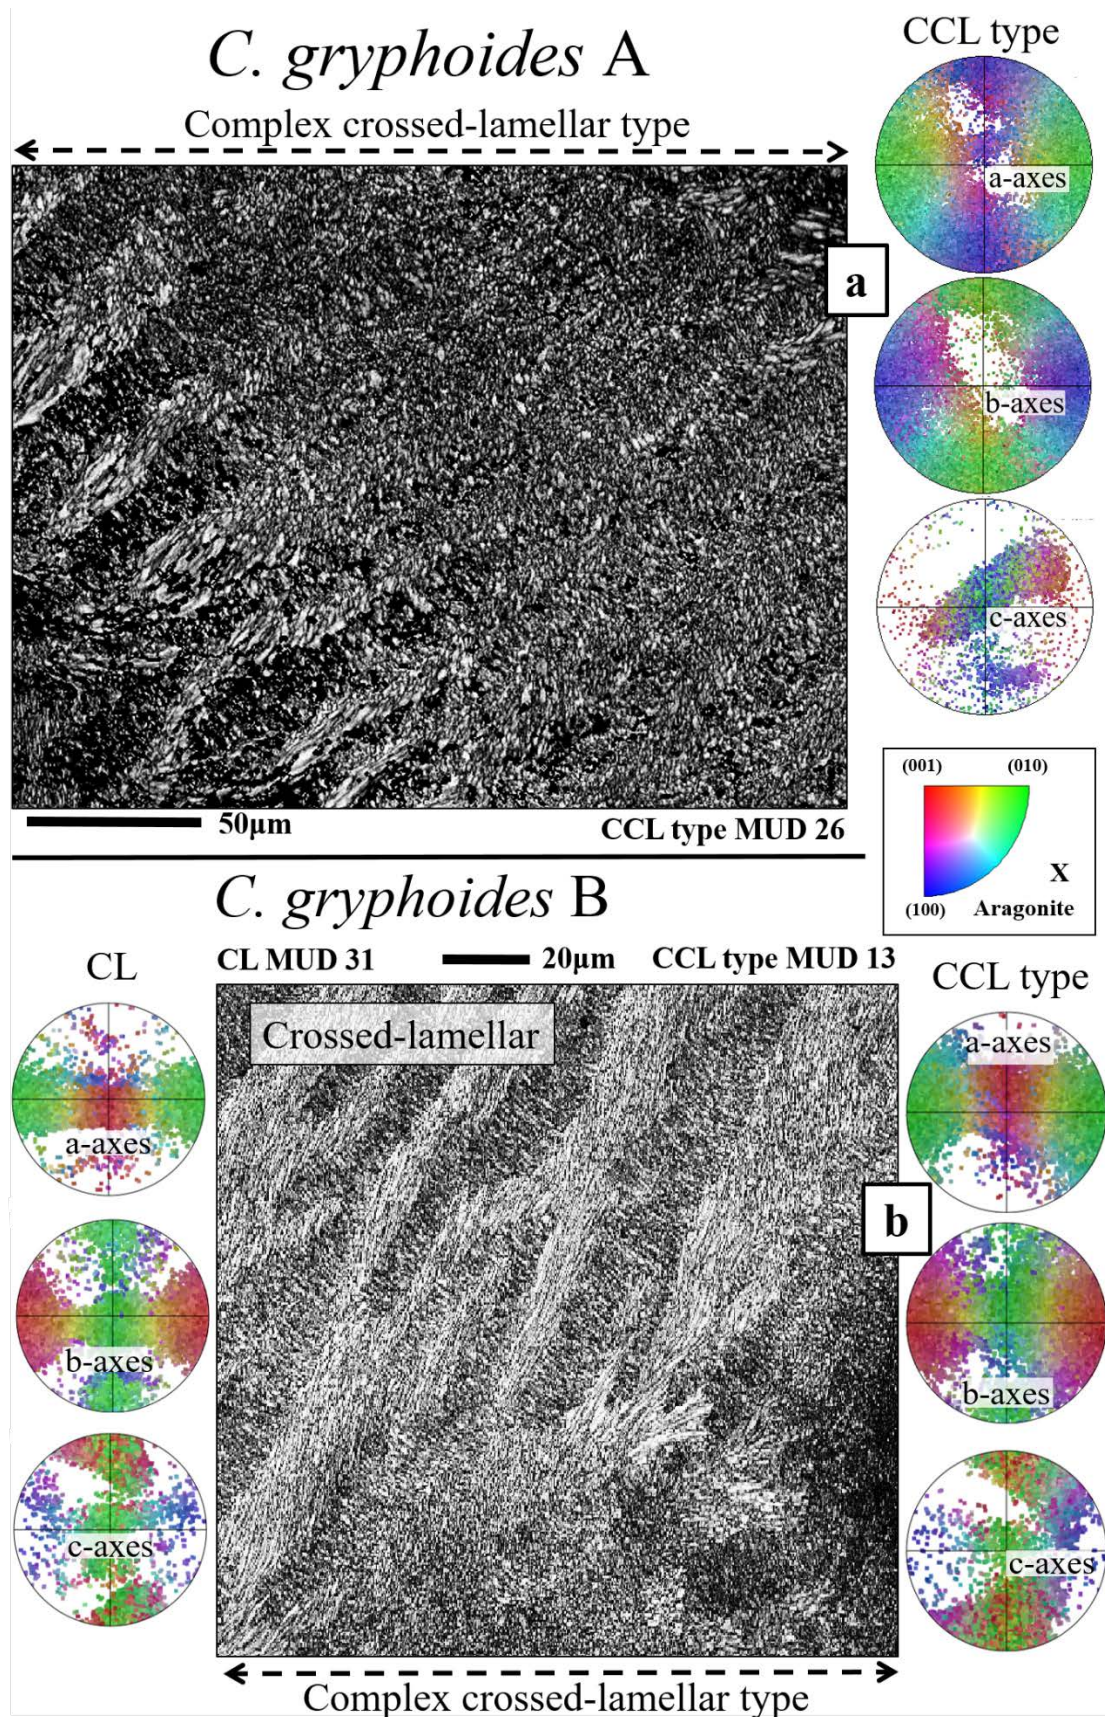 C. gryphoides A
CCL type
Complex crossed-lamellar type
a-axes
a
b-axes
c-axes
50µm
CCL type MUD 26
(001) (010)
X
(100) Aragonite
C. gryphoides B
CL MUD 31 20µm CCL type MUD 13
CL
CCL type
Crossed-lamellar
a-axes
a-axes
b
b-axes
b-axes
c-axes
c-axes
Complex crossed-lamellar type